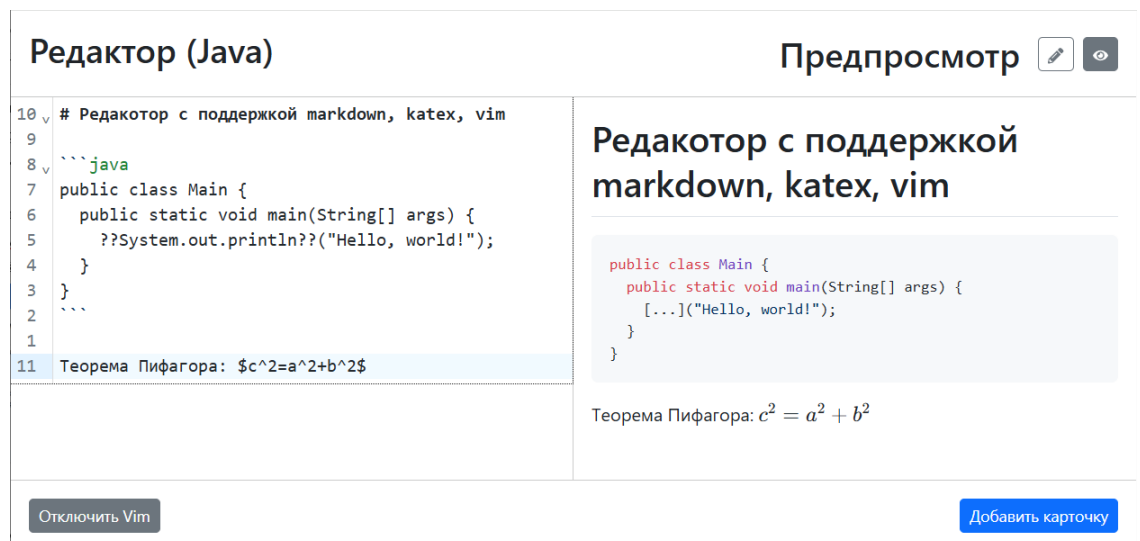 Редактор (Java)
Предпросмотр
10 # Редакотор с поддержкой markdown, katex, vim
9
8 ```java
7 public class Main {
6   public static void main(String[] args) {
5     ??System.out.println??("Hello, world!");
4   }
3 }
2 ```
1
11 Теорема Пифагора: $c^2=a^2+b^2$
Редакотор с поддержкой
markdown, katex, vim
public class Main {
  public static void main(String[] args) {
    [...]("Hello, world!");
  }
}
Теорема Пифагора: c² = a² + b²
Отключить Vim
Добавить карточку